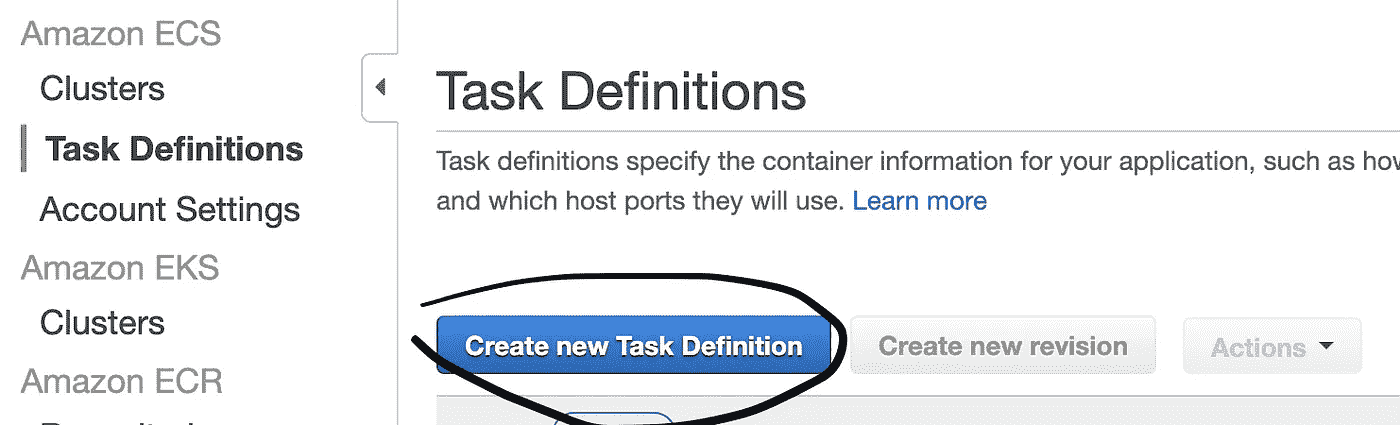 Amazon ECS
Clusters
Task Definitions
Account Settings
Amazon EKS
Clusters
Amazon ECR
Task Definitions
Task definitions specify the container information for your application, such as
and which host ports they will use. Learn more
Create new Task Definition
Create new revision
Actions